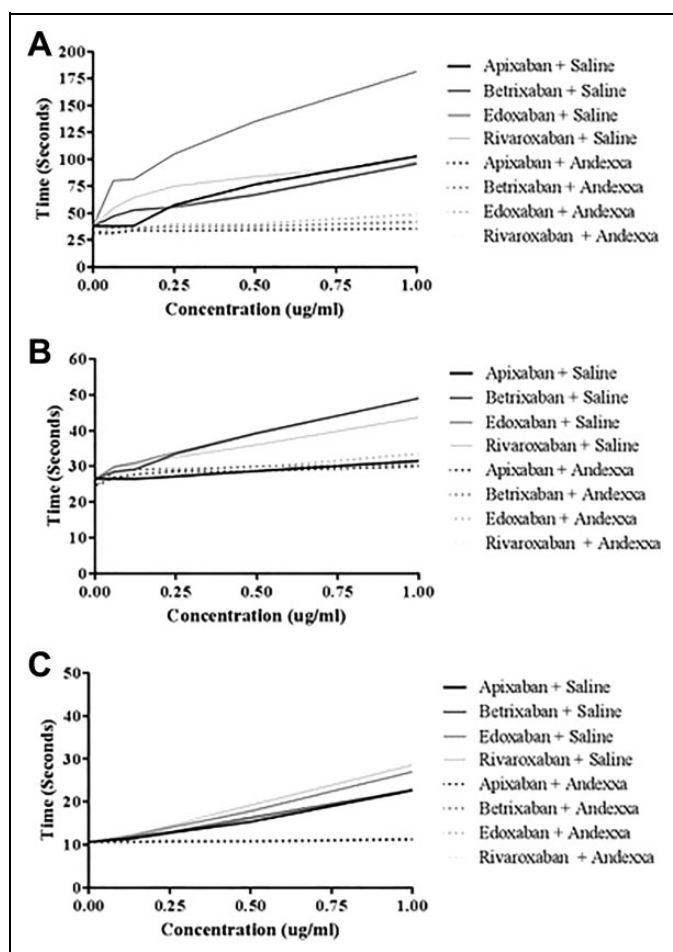 A
200
175
150
125
100
75
50
25
0
Time (Seconds)
0.00 0.25 0.50 0.75 1.00
Concentration (ug/ml)
Apixaban + Saline
Betrixaban + Saline
Edoxaban + Saline
Rivaroxaban + Saline
Apixaban + Andexxa
Betrixaban + Andexxa
Edoxaban + Andexxa
Rivaroxaban + Andexxa
B
60
50
40
30
20
10
0
Time (Seconds)
0.00 0.25 0.50 0.75 1.00
Concentration (ug/ml)
Apixaban + Saline
Betrixaban + Saline
Edoxaban + Saline
Rivaroxaban + Saline
Apixaban + Andexxa
Betrixaban + Andexxa
Edoxaban + Andexxa
Rivaroxaban + Andexxa
C
50
40
30
20
10
0
Time (Seconds)
0.00 0.25 0.50 0.75 1.00
Concentration (ug/ml)
Apixaban + Saline
Betrixaban + Saline
Edoxaban + Saline
Rivaroxaban + Saline
Apixaban + Andexxa
Betrixaban + Andexxa
Edoxaban + Andexxa
Rivaroxaban + Andexxa